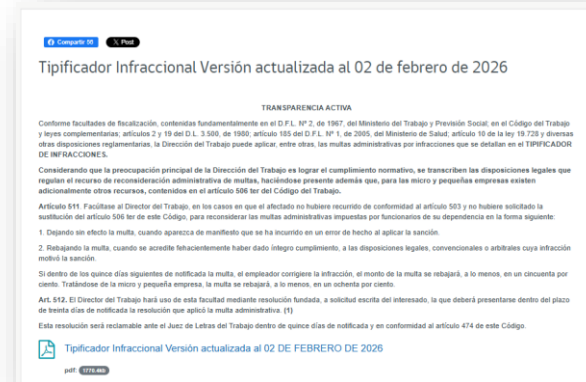 Compartir 98 X Post
Tipificador Infraccional Versión actualizada al 02 de febrero de 2026
TRANSPARENCIA ACTIVA
Conforme facultades de fiscalización, contenidas fundamentalmente en el D.F.L. Nº 2, de 1967, del Ministerio del Trabajo y Previsión Social; en el Código del Trabajo
y leyes complementarias; artículos 2 y 19 del D.L. 3.500, de 1980; artículo 185 del D.F.L. Nº 1, de 2005, del Ministerio de Salud; artículo 10 de la ley 19.728 y diversas
otras disposiciones reglamentarias, la Dirección del Trabajo puede aplicar, entre otras, las multas administrativas por infracciones que se detallan en el TIPIFICADOR
DE INFRACCIONES.
Considerando que la preocupación principal de la Dirección del Trabajo es lograr el cumplimiento normativo, se transcriben las disposiciones legales que
regulan el recurso de reconsideración administrativa de multas, haciéndose presente además que, para las micro y pequeñas empresas existen
adicionalmente otros recursos, contenidos en el artículo 506 ter del Código del Trabajo.
Artículo 511. Facúltase al Director del Trabajo, en los casos en que el afectado no hubiere recurrido de conformidad al artículo 503 y no hubiere solicitado la
sustitución del artículo 506 ter de este Código, para reconsiderar las multas administrativas impuestas por funcionarios de su dependencia en la forma siguiente:
1. Dejando sin efecto la multa, cuando aparezca de manifiesto que se ha incurrido en un error de hecho al aplicar la sanción.
2. Rebajando la multa, cuando se acredite fehacientemente haber dado íntegro cumplimiento, a las disposiciones legales, convencionales o arbitrales cuya infracción
motivó la sanción.
Si dentro de los quince días siguientes de notificada la multa, el empleador corrigiere la infracción, el monto de la multa se rebajará, a lo menos, en un cincuenta por
ciento. Tratándose de la micro y pequeña empresa, la multa se rebajará, a lo menos, en un ochenta por ciento.
Art. 512. El Director del Trabajo hará uso de esta facultad mediante resolución fundada, a solicitud escrita del interesado, la que deberá presentarse dentro del plazo
de treinta días de notificada la resolución que aplicó la multa administrativa. (1)
Esta resolución será reclamable ante el Juez de Letras del Trabajo dentro de quince días de notificada y en conformidad al artículo 474 de este Código.
Tipificador Infraccional Versión actualizada al 02 DE FEBRERO DE 2026
pdf: 1770.4kb